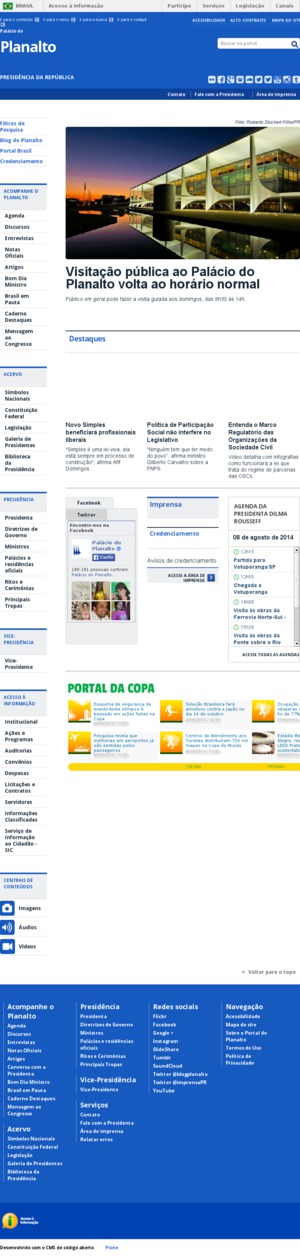 BRASIL
Acesso à informação
Participe
Serviços
Legislação
Canais
Ir para o conteúdo 1
Ir para o menu 2
Ir para a busca 3
Ir para o rodapé 4
ACESSIBILIDADE
ALTO CONTRASTE
MAPA DO SITE
Palácio do
Planalto
PRESIDÊNCIA DA REPÚBLICA
Buscar no portal
Contato
Fale com a Presidenta
Área de imprensa
Filtros de
Pesquisa
Blog do Planalto
Portal Brasil
Credenciamento
ACOMPANHE O
PLANALTO
Agenda
Discursos
Entrevistas
Notas
Oficiais
Artigos
Bom Dia
Ministro
Brasil em
Pauta
Caderno
Destaques
Mensagem
ao
Congresso
ACERVO
Símbolos
Nacionais
Constituição
Federal
Legislação
Galeria de
Presidentes
Biblioteca
da
Presidência
PRESIDÊNCIA
Presidenta
Diretrizes de
Governo
Ministros
Palácios e
residências
oficiais
Ritos e
Cerimônias
Principais
Tropas
VICE-
PRESIDÊNCIA
Vice-
Presidente
ACESSO À
INFORMAÇÃO
Institucional
Ações e
Programas
Auditorias
Convênios
Despesas
Licitações e
Contratos
Servidores
Informações
Classificadas
Serviço de
Informação
ao Cidadão -
SIC
CENTRAIS DE
CONTEÚDOS
Imagens
Áudios
Vídeos
Foto: Roberto Stuckert Filho/PR
Visitação pública ao Palácio do
Planalto volta ao horário normal
Público em geral pode fazer a visita guiada aos domingos, das 9h30 às 14h.
Destaques
Novo Simples
beneficiará profissionais
liberais
"Simples é uma lei viva, ela
está sempre em processo de
construção", afirma Afif
Domingos.
Política de Participação
Social não interfere no
Legislativo
"Ninguém tem que ter medo
do povo", afirma ministro
Gilberto Carvalho sobre a
PNPS.
Entenda o Marco
Regulatório das
Organizações da
Sociedade Civil
Vídeo detalha com infografias
como funcionará a lei que
trata do regime de parcerias
das OSCs.
Facebook
Twitter
Encontre-nos no
Facebook
Palácio do
Planalto
Curtir
Palácio do Planalto.
Imprensa
Credenciamento
Avisos de credenciamento
ACESSE A ÁREA DE
IMPRENSA
AGENDA DA
PRESIDENTA DILMA
ROUSSEFF
08 de agosto de 2014
12h15
Partida para
Votuporanga/SP
Chegada a
Votuporanga
14h00
Visita às obras da
Ferrovia Norte-Sul -
15h20
Visita às obras da
Ponte sobre o Rio
ACESSE TODAS AS AGENDAS
PORTAL DA COPA
Esquema de segurança de
evento-teste olímpico é
baseado em ações feitas na
Copa
Seleção Brasileira fará
amistoso contra o Japão no
dia 14 de outubro
Pesquisa revela que
melhorias em aeroportos já
são sentidas pelos
passageiros
Centros de Atendimento aos
Turistas distribuíram 750 mil
mapas na Copa do Mundo
Voltar para o topo
Acompanhe o
Planalto
Agenda
Discursos
Entrevistas
Notas Oficiais
Artigos
Conversa com a
Presidenta
Bom Dia Ministro
Brasil em Pauta
Caderno Destaques
Mensagem ao
Congresso
Acervo
Símbolos Nacionais
Constituição Federal
Legislação
Galeria de Presidentes
Biblioteca da
Presidência
Presidência
Presidenta
Diretrizes de Governo
Ministros
Palácios e residências
oficiais
Ritos e Cerimônias
Principais Tropas
Vice-Presidência
Vice-Presidente
Serviços
Contato
Fale com a Presidenta
Área de imprensa
Relatar erros
Redes sociais
Flickr
Facebook
Google +
Instagram
SlideShare
Tumblr
SoundCloud
Twitter @blogplanalto
Twitter @imprensaPR
YouTube
Navegação
Acessibilidade
Mapa do site
Sobre o Portal do
Planalto
Termos de Uso
Política de
Privacidade
Acesso à
Informação
Desenvolvido com o CMS de código aberto Plone